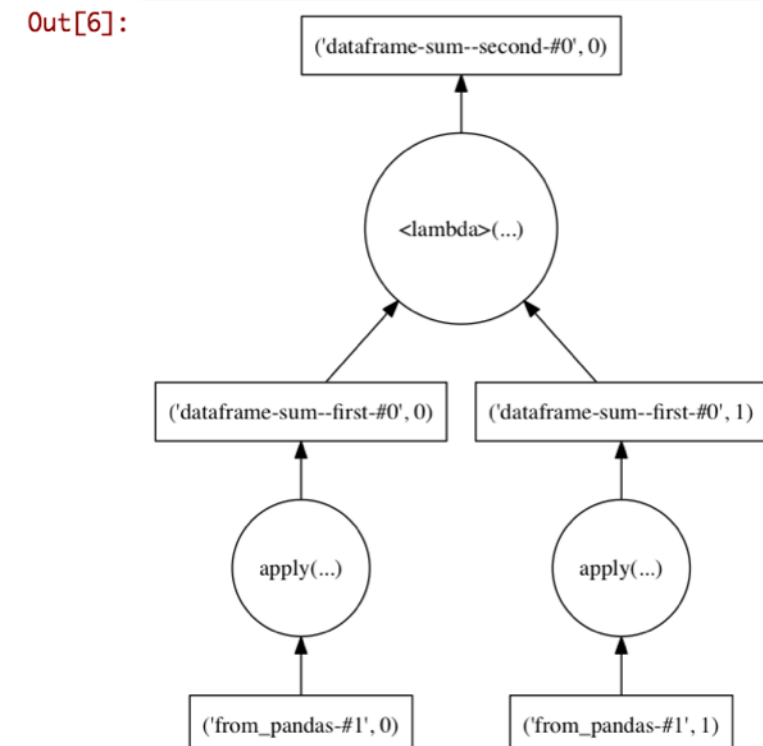 Out[6]:
('dataframe-sum--second-#0', 0)
<lambda>(...)
('dataframe-sum--first-#0', 0)
('dataframe-sum--first-#0', 1)
apply(...)
apply(...)
('from_pandas-#1', 0)
('from_pandas-#1', 1)